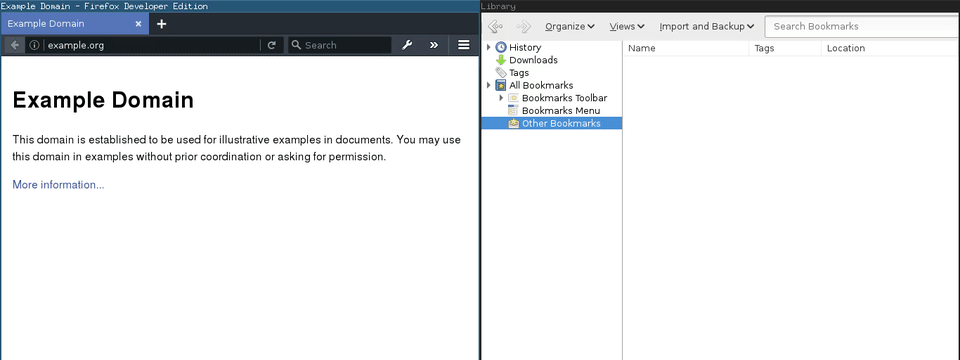 Example Domain - Firefox Developer Edition
Example Domain
example.org
Search
Example Domain
This domain is established to be used for illustrative examples in documents. You may use
this domain in examples without prior coordination or asking for permission.
More information...
Library
Organize Views Import and Backup Search Bookmarks
History
Downloads
Tags
All Bookmarks
Bookmarks Toolbar
Bookmarks Menu
Other Bookmarks
Name Tags Location